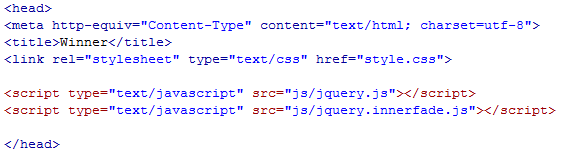 <head>
<meta http-equiv="Content-Type" content="text/html; charset=utf-8">
<title>Winner</title>
<link rel="stylesheet" type="text/css" href="style.css">
<script type="text/javascript" src="js/jquery.js"></script>
<script type="text/javascript" src="js/jquery.innerfade.js"></script>
</head>